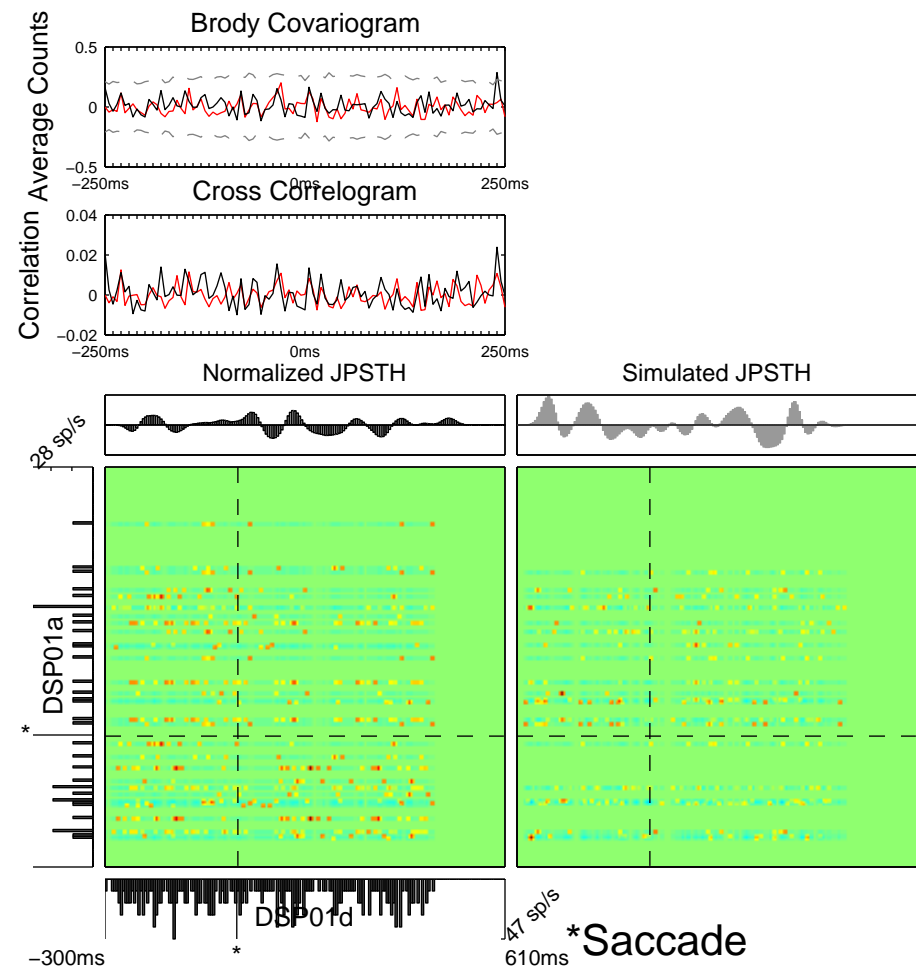 Brody Covariogram
Average Counts
0.5
0
−0.5
−250ms
0ms
250ms
Cross Correlogram
Correlation
0.04
0.02
0
−0.02
−250ms
0ms
250ms
Normalized JPSTH
Simulated JPSTH
28 sp/s
DSP01a
*
DSP01d
47 sp/s
*
*Saccade
−300ms
610ms